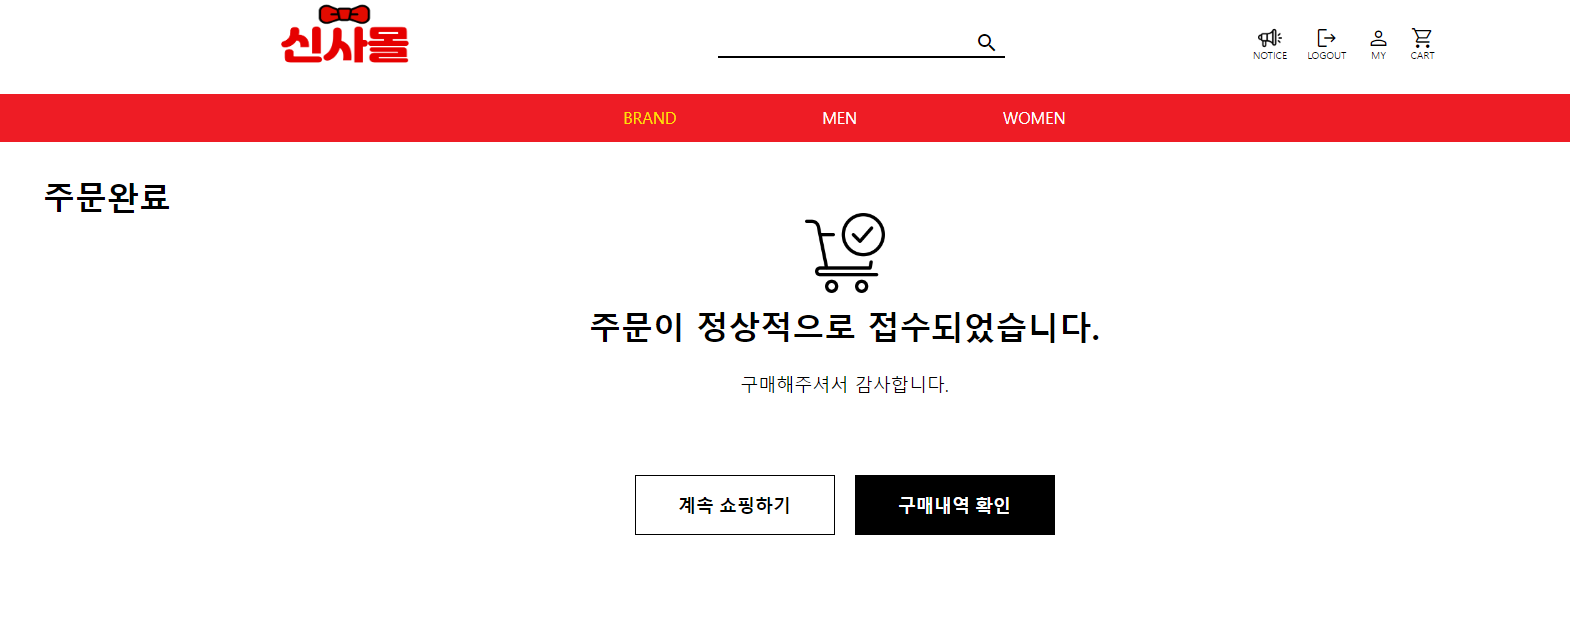 신사몰
NOTICE LOGOUT MY CART
BRAND MEN WOMEN
주문완료
주문이 정상적으로 접수되었습니다.
구매해주셔서 감사합니다.
계속 쇼핑하기 구매내역 확인